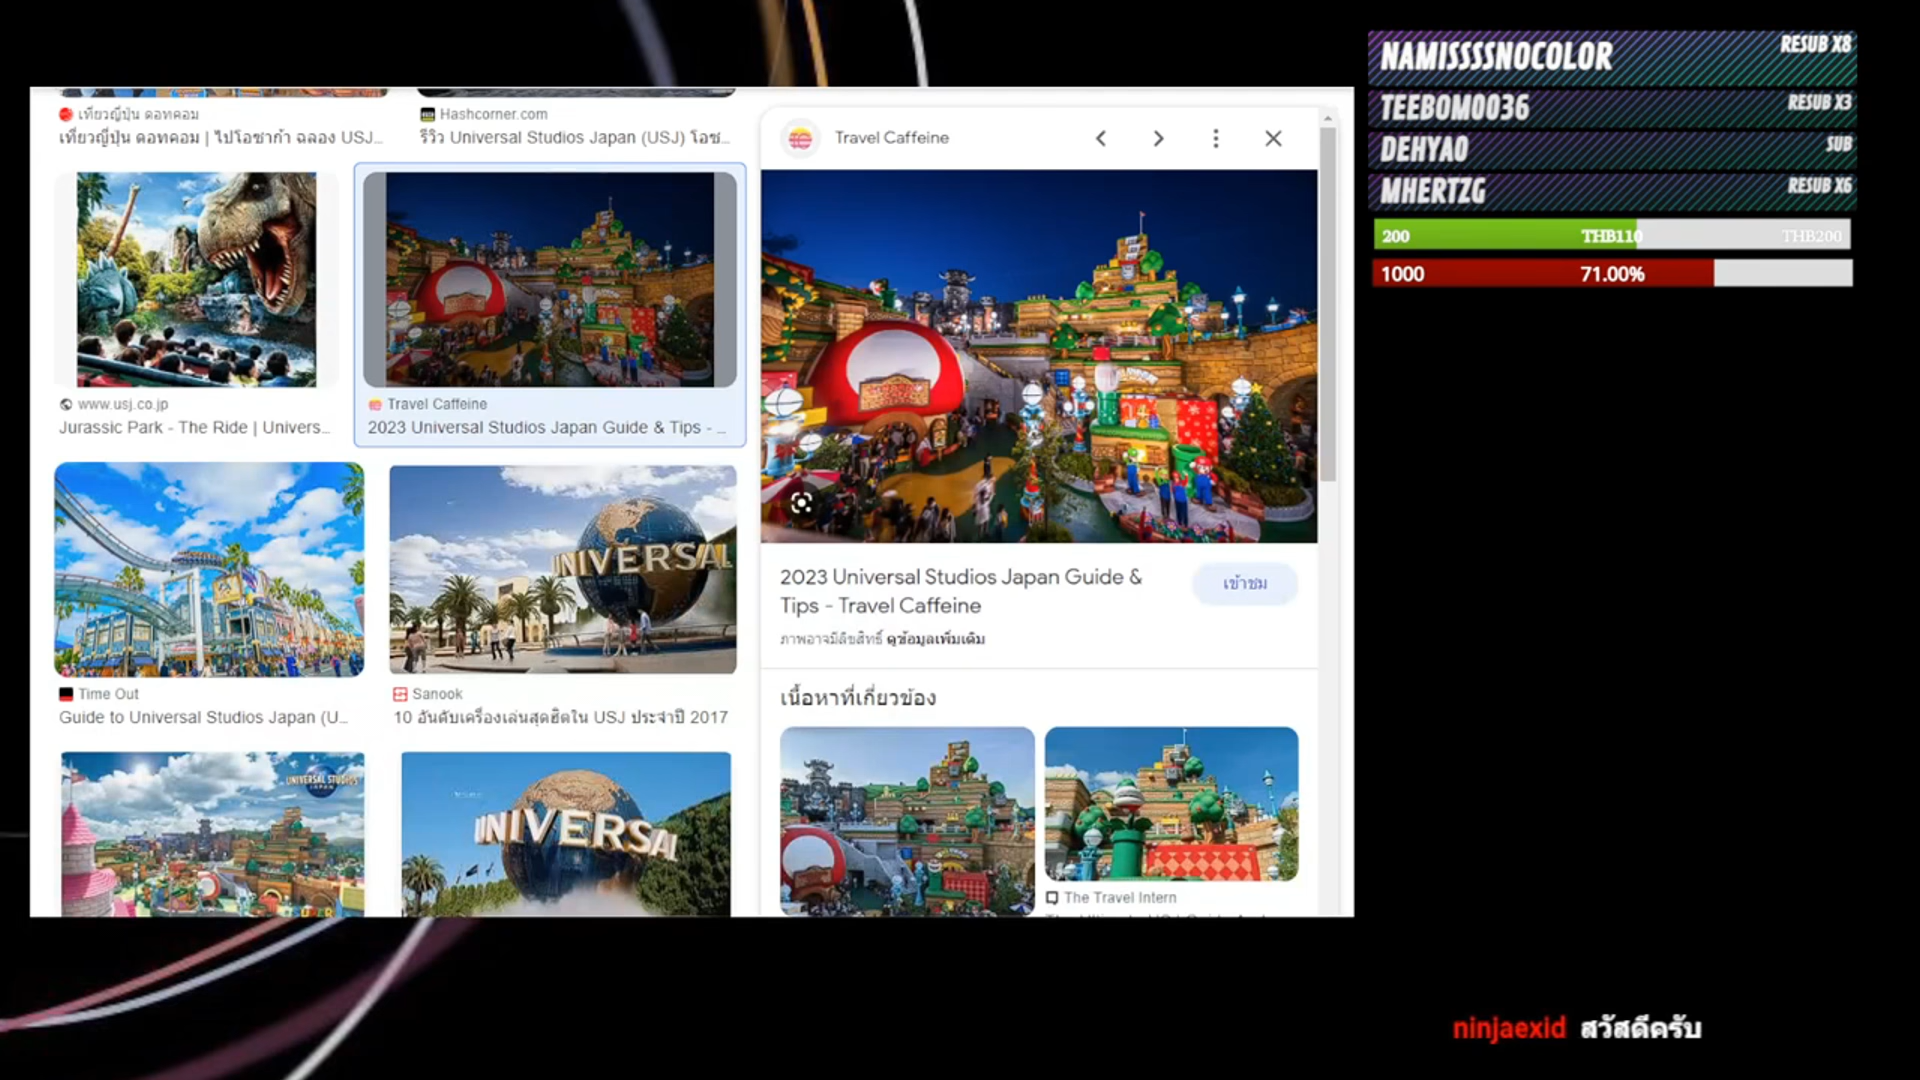 เที่ยวญี่ปุ่น ดอทคอม
เที่ยวญี่ปุ่น ดอทคอม | ไปโอซาก้า ฉลอง USJ...
Hashcorner.com
รีวิว Universal Studios Japan (USJ) โอซ...
www.usj.co.jp
Jurassic Park - The Ride | Univers...
Travel Caffeine
2023 Universal Studios Japan Guide & Tips - ...
UNIVERSAL
Time Out
Guide to Universal Studios Japan (U...
Sanook
10 อันดับเครื่องเล่นสุดฮิตใน USJ ประจำปี 2017
UNIVERSAL STUDIOS
JAPAN
UNIVERSAL
Travel Caffeine
2023 Universal Studios Japan Guide &
Tips - Travel Caffeine
เข้าชม
ภาพอาจมีลิขสิทธิ์ ดูข้อมูลเพิ่มเติม
เนื้อหาที่เกี่ยวข้อง
The Travel Intern
NAMISSSSNOCOLOR RESUB X8
TEEBOM0036 RESUB X3
DEHYAO SUB
MHERTZG RESUB X6
200 THB110 THB200
1000 71.00%
ninjaexid สวัสดีครับ